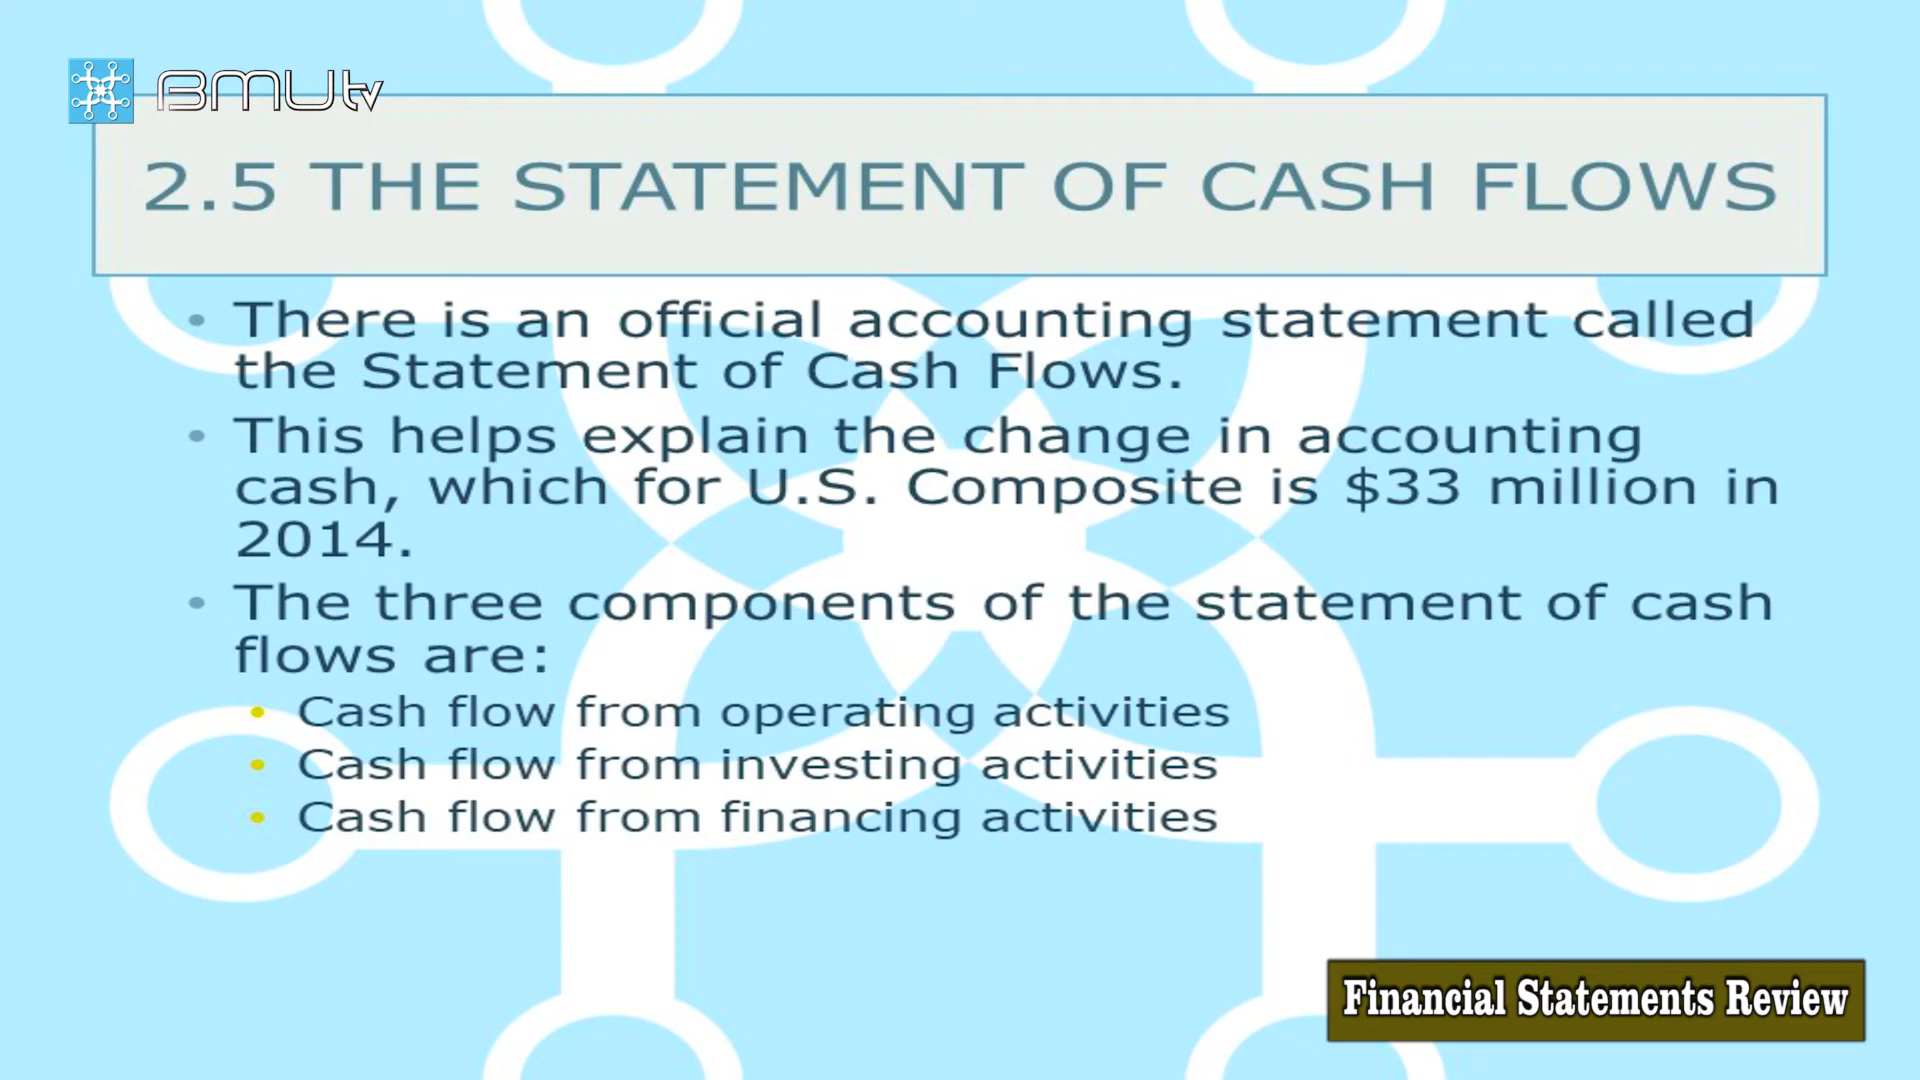 BMUtv
2.5 THE STATEMENT OF CASH FLOWS
• There is an official accounting statement called
the Statement of Cash Flows.
• This helps explain the change in accounting
cash, which for U.S. Composite is $33 million in
2014.
• The three components of the statement of cash
flows are:
• Cash flow from operating activities
• Cash flow from investing activities
• Cash flow from financing activities
Financial Statements Review